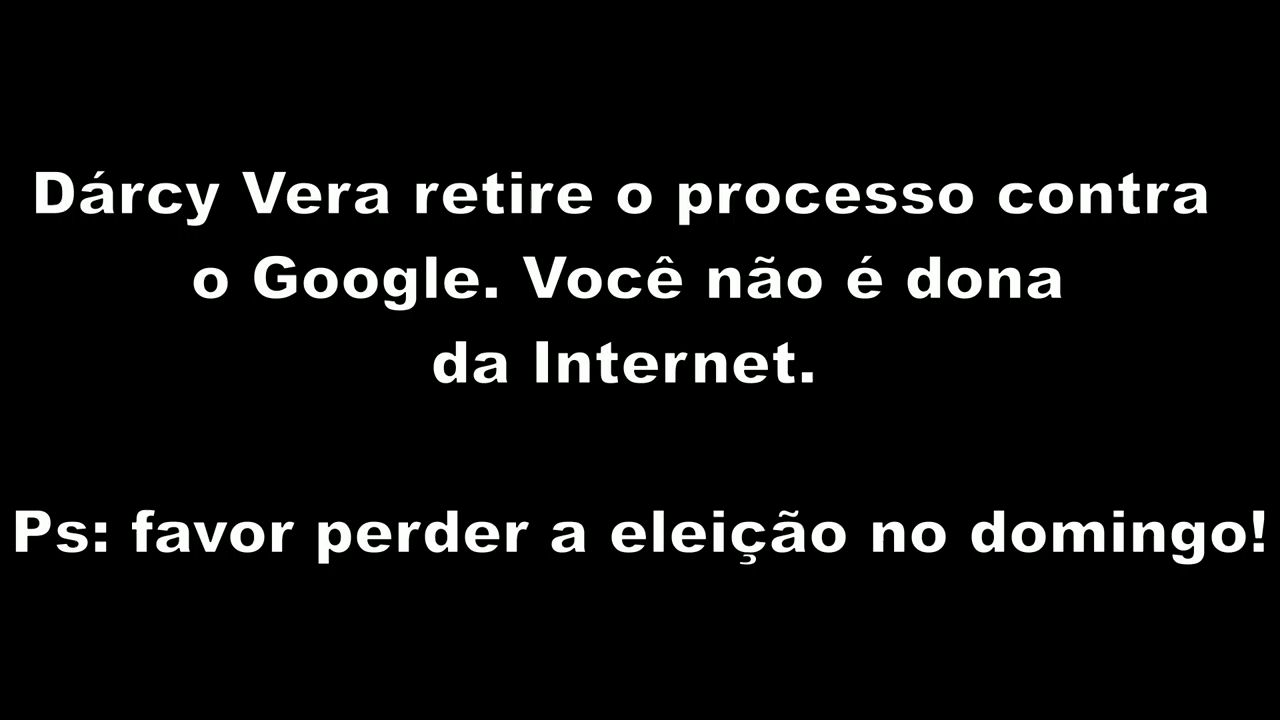 Dárcy Vera retire o processo contra
o Google. Você não é dona
da Internet.
Ps: favor perder a eleição no domingo!